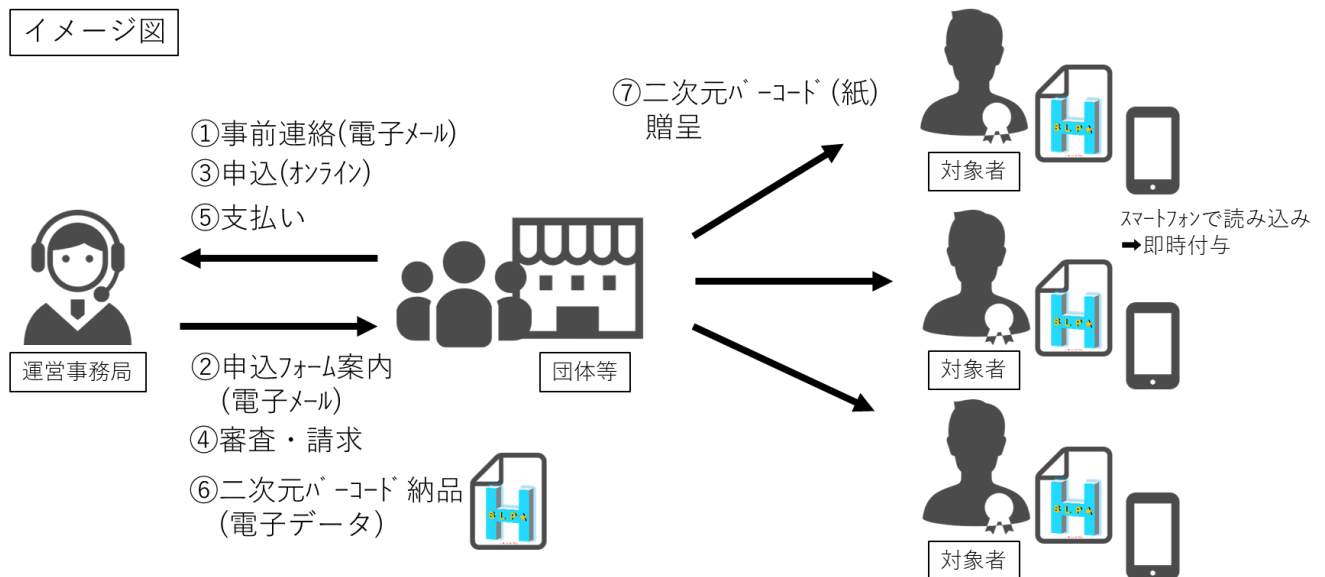 イメージ図
①事前連絡(電子ﾒｰﾙ)
③申込(ｵﾝﾗｲﾝ)
⑤支払い
運営事務局
②申込ﾌｫｰﾑ案内
(電子ﾒｰﾙ)
④審査・請求
⑥二次元ﾊﾞｰｺｰﾄﾞ納品
(電子データ)
団体等
⑦二次元ﾊﾞｰｺｰﾄﾞ(紙)
贈呈
対象者
ｽﾏｰﾄﾌｫﾝで読み込み
➡即時付与
対象者
対象者